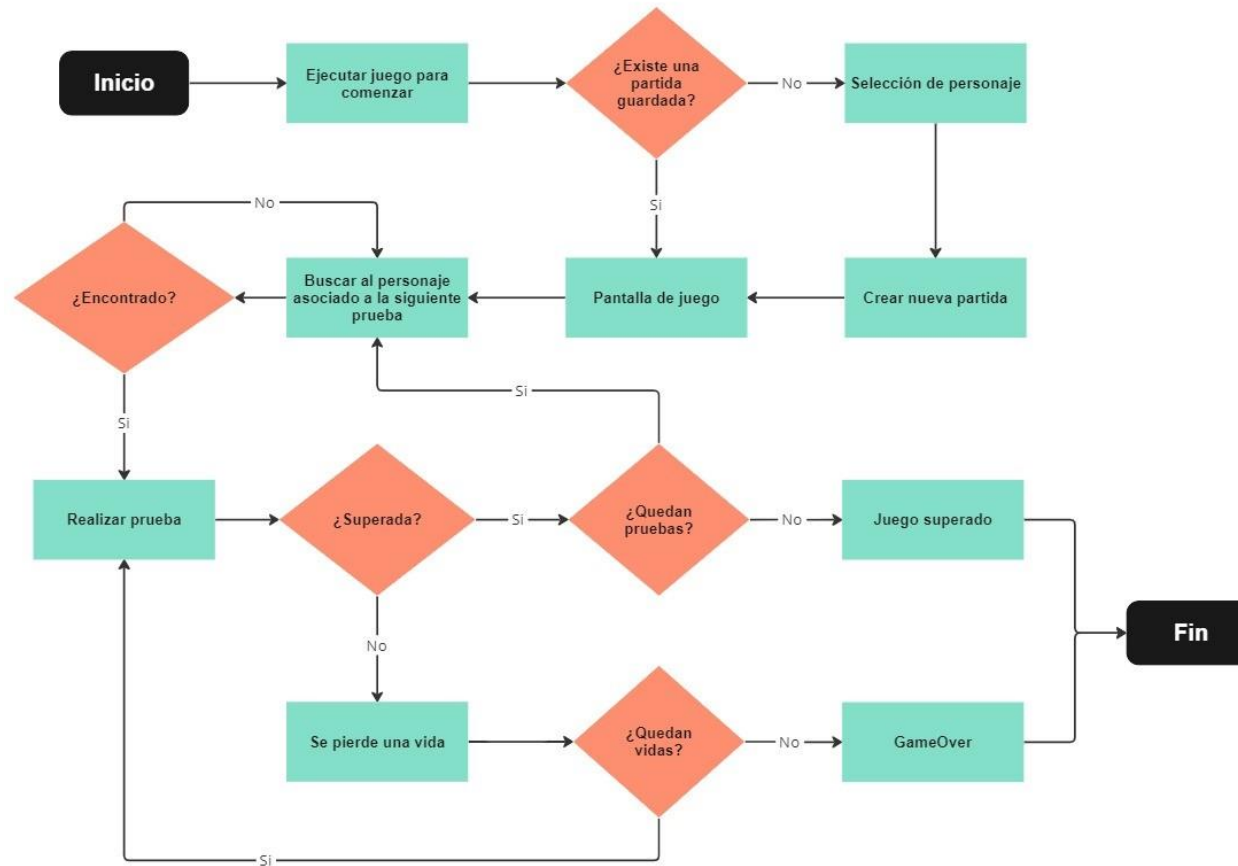 Inicio
Ejecutar juego para
comenzar
¿Existe una
partida
guardada?
No
Selección de personaje
Si
No
¿Encontrado?
Buscar al personaje
asociado a la siguiente
prueba
Pantalla de juego
Crear nueva partida
Si
Si
Realizar prueba
¿Superada?
Si
¿Quedan
pruebas?
No
Juego superado
Fin
No
Se pierde una vida
¿Quedan
vidas?
No
GameOver
Si